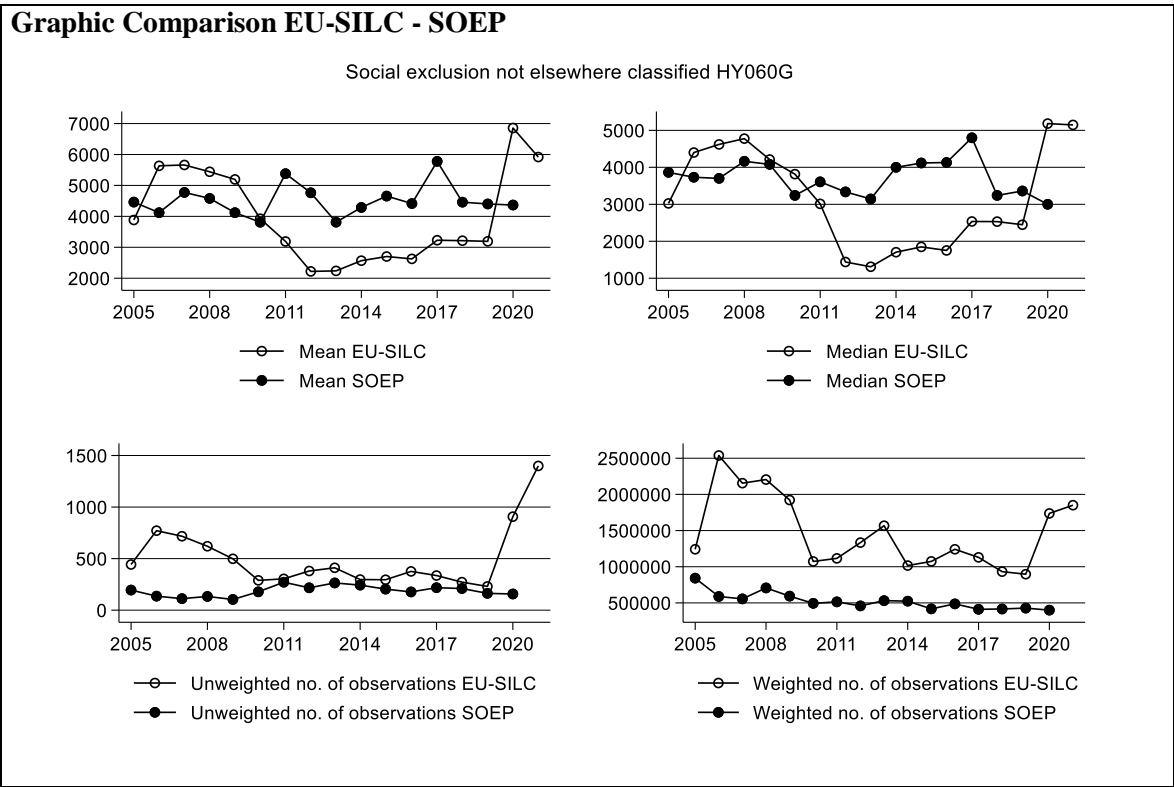 Graphic Comparison EU-SILC - SOEP
Social exclusion not elsewhere classified HY060G
7000
6000
5000
4000
3000
2000
2005 2008 2011 2014 2017 2020
Mean EU-SILC
Mean SOEP
5000
4000
3000
2000
1000
2005 2008 2011 2014 2017 2020
Median EU-SILC
Median SOEP
1500
1000
500
0
2005 2008 2011 2014 2017 2020
Unweighted no. of observations EU-SILC
Unweighted no. of observations SOEP
2500000
2000000
1500000
1000000
500000
2005 2008 2011 2014 2017 2020
Weighted no. of observations EU-SILC
Weighted no. of observations SOEP